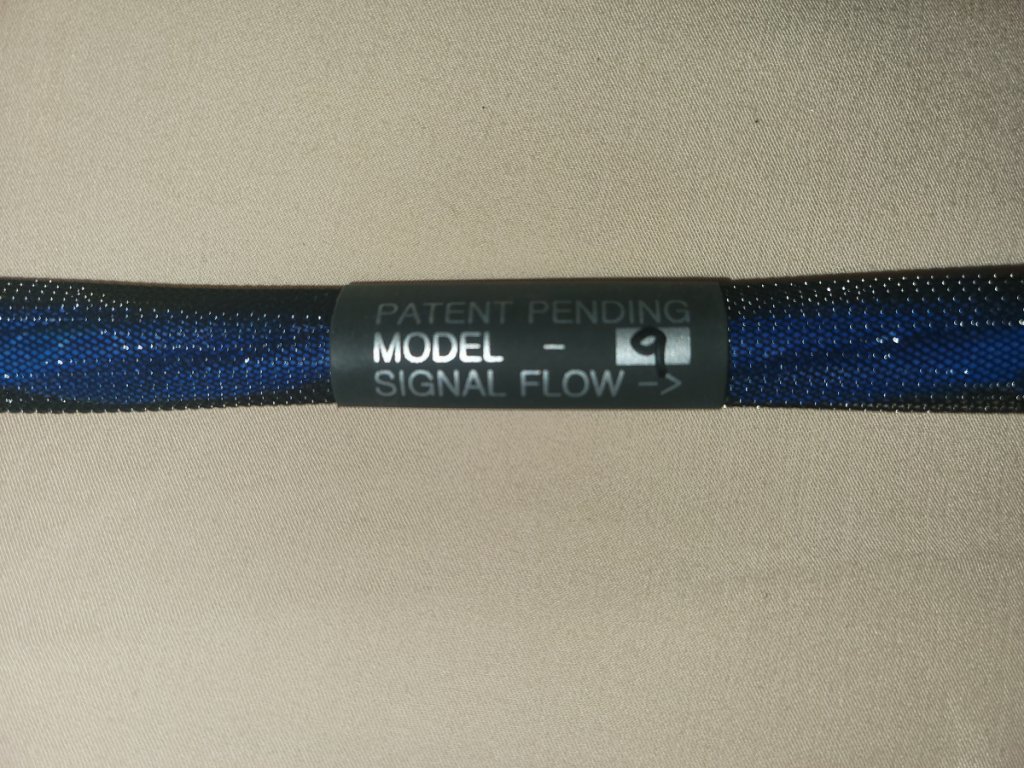 PATENT PENDING
MODEL - 9
SIGNAL FLOW ->